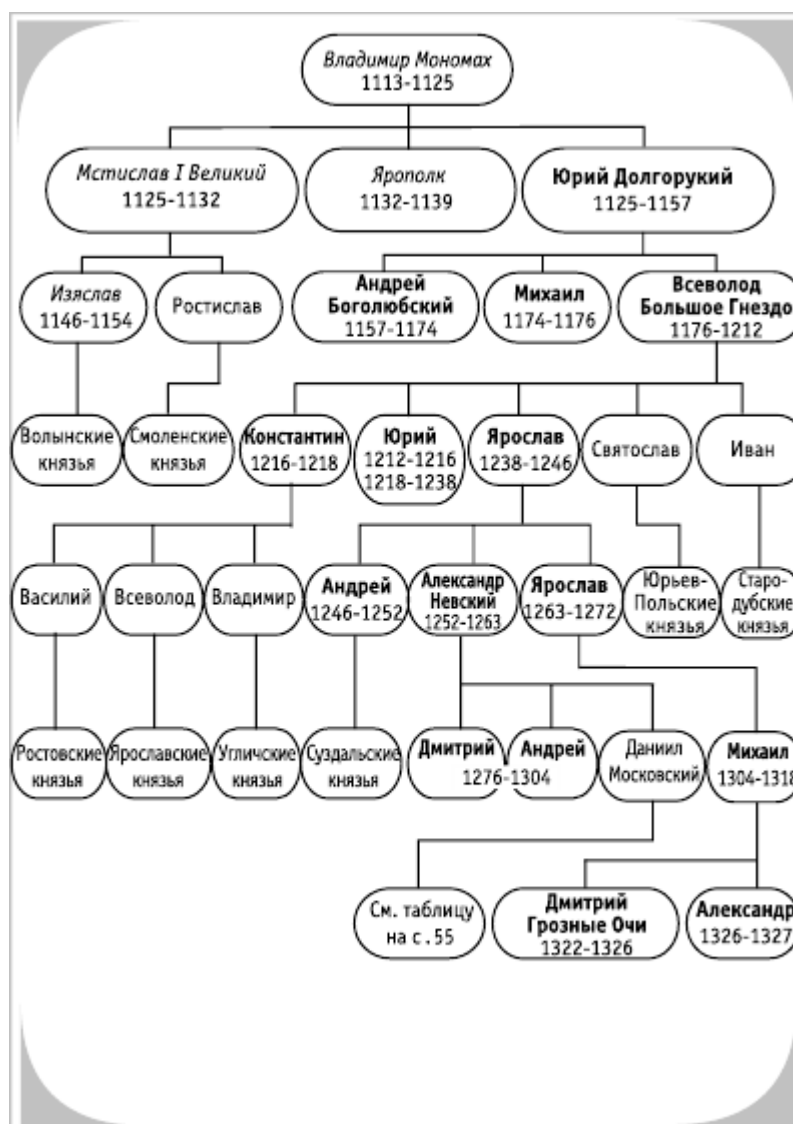 Владимир Мономах
1113-1125
Мстислав I Великий
1125-1132
Ярополк
1132-1139
Юрий Долгорукий
1125-1157
Изяслав
1146-1154
Ростислав
Андрей
Боголюбский
1157-1174
Михаил
1174-1176
Всеволод
Большое Гнездо
1176-1212
Волынские
князья
Смоленские
князья
Константин
1216-1218
Юрий
1212-1216
1218-1238
Ярослав
1238-1246
Святослав
Иван
Василий
Всеволод
Владимир
Андрей
1246-1252
Александр
Невский
1252-1263
Ярослав
1263-1272
Юрьев-
Польские
князья
Старо-
дубские
князья
Ростовские
князья
Ярославские
князья
Угличские
князья
Суздальские
князья
Дмитрий
Андрей
1276-1304
Даниил
Московский
Михаил
1304-1318
См. таблицу
на с.55
Дмитрий
Грозные Очи
1322-1326
Александр
1326-1327